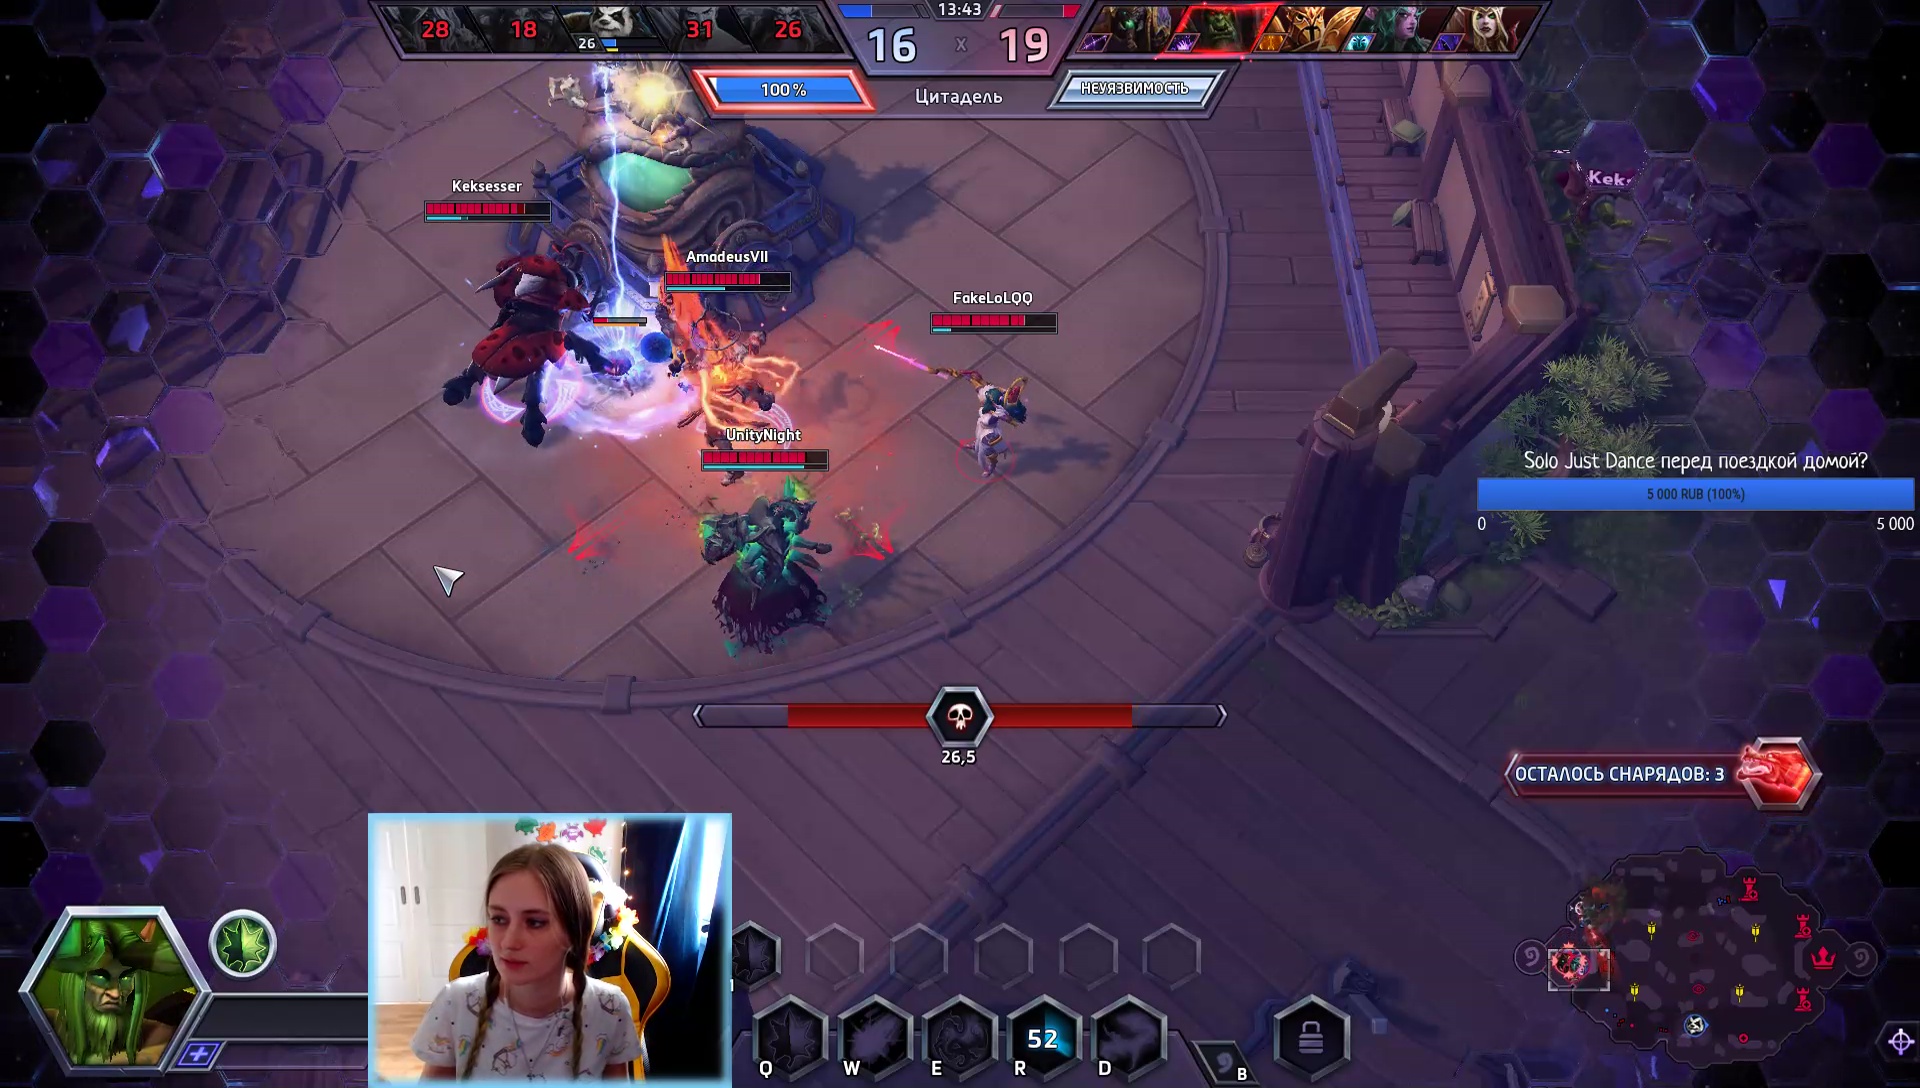 28 18 26 31 26
13:43
16 x 19
100%
Цитадель
НЕУЯЗВИМОСТЬ
Keksesser
Keks
AmadeusVII
FakeLoLQQ
UnityNight
Solo Just Dance перед поездкой домой?
5 000 RUB (100%)
0 5 000
26,5
ОСТАЛОСЬ СНАРЯДОВ: 3
52
Q W E R D B